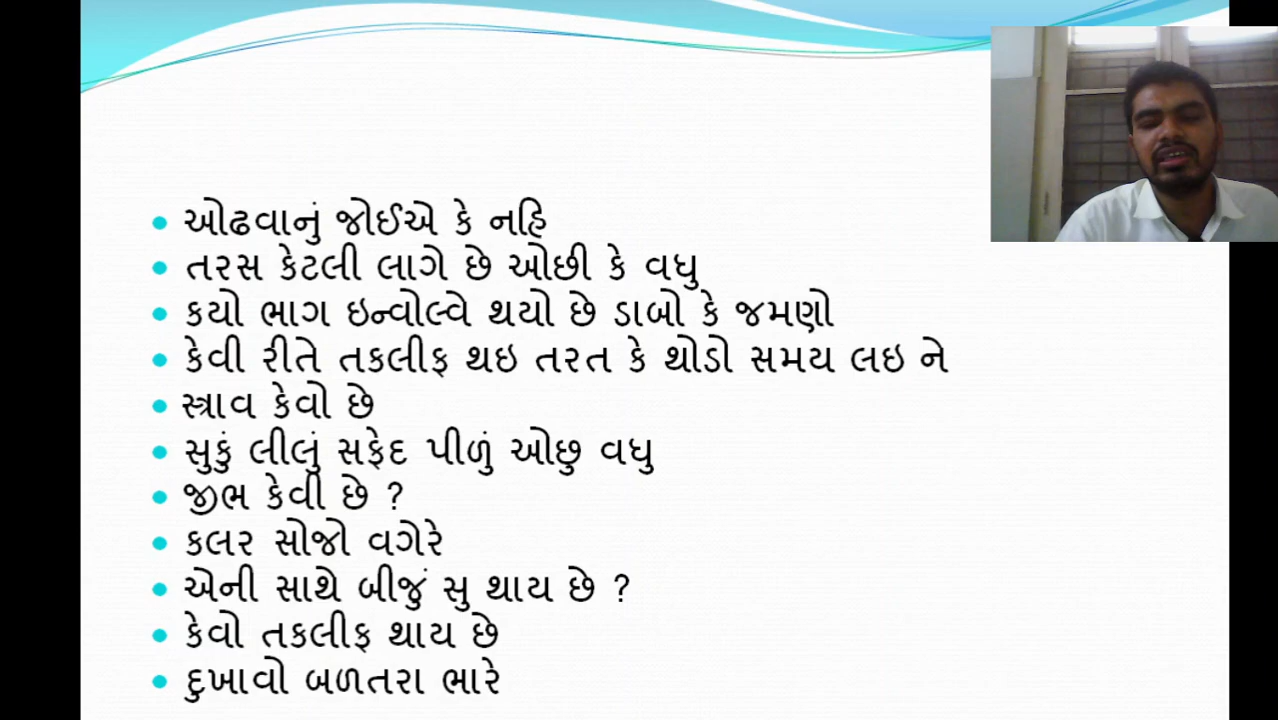 ઓઢવાનું જોઈએ કે નહિ
તરસ કેટલી લાગે છે ઓછી કે વધુ
કયો ભાગ ઇન્વોલ્વે થયો છે ડાબો કે જમણો
કેવી રીતે તકલીફ થઇ તરત કે થોડો સમય લઇ ને
સ્ત્રાવ કેવો છે
સુકું લીલું સફેદ પીળું ઓછુ વધુ
જીભ કેવી છે ?
કલર સોજો વગેરે
એની સાથે બીજું સુ થાય છે ?
કેવો તકલીફ થાય છે
દુખાવો બળતરા ભારે